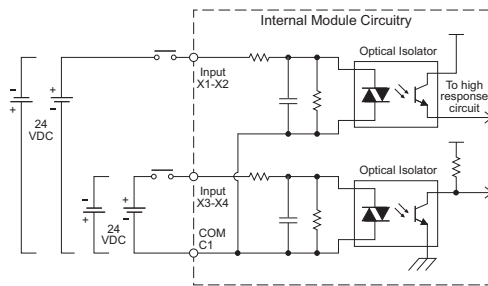 Internal Module Circuitry
Optical Isolator
Input
X1-X2
To high
response
circuit
- +
+ -
24
VDC
Optical Isolator
Input
X3-X4
- +
+ -
24
VDC
COM
C1